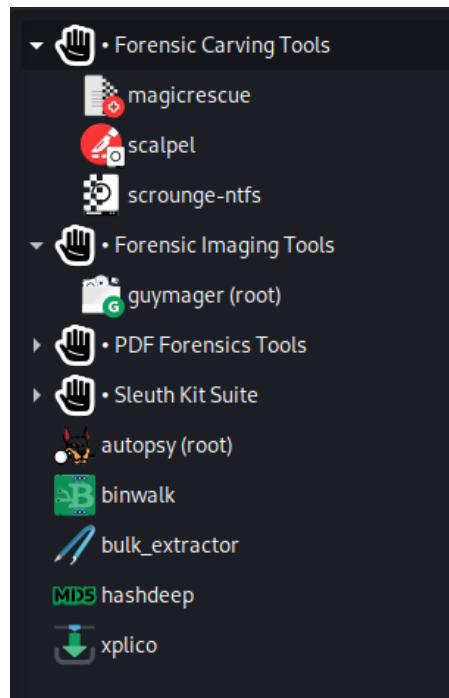 • Forensic Carving Tools
magicrescue
scalpel
scrounge-ntfs
• Forensic Imaging Tools
G
guymager (root)
• PDF Forensics Tools
• Sleuth Kit Suite
autopsy (root)
B
binwalk
bulk_extractor
MD5 hashdeep
xplico